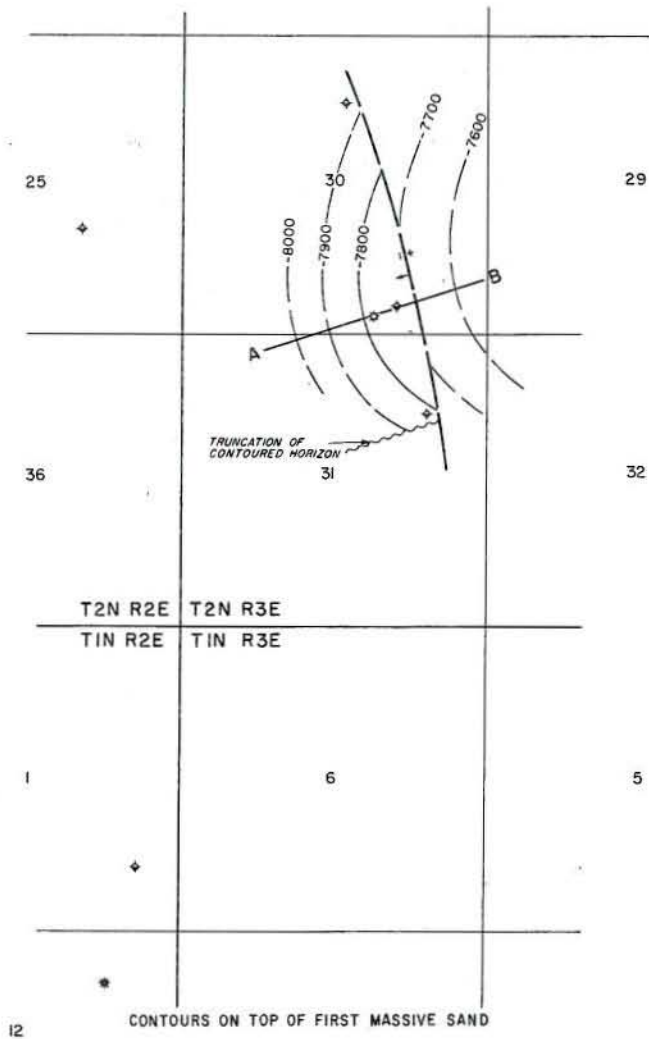 -7700
-7600
25
30
29
-8000
-7900
-7800
B
A
TRUNCATION OF
CONTOURED HORIZON
36
31
32
T2N R2E T2N R3E
T1N R2E T1N R3E
1
6
5
CONTOURS ON TOP OF FIRST MASSIVE SAND
12